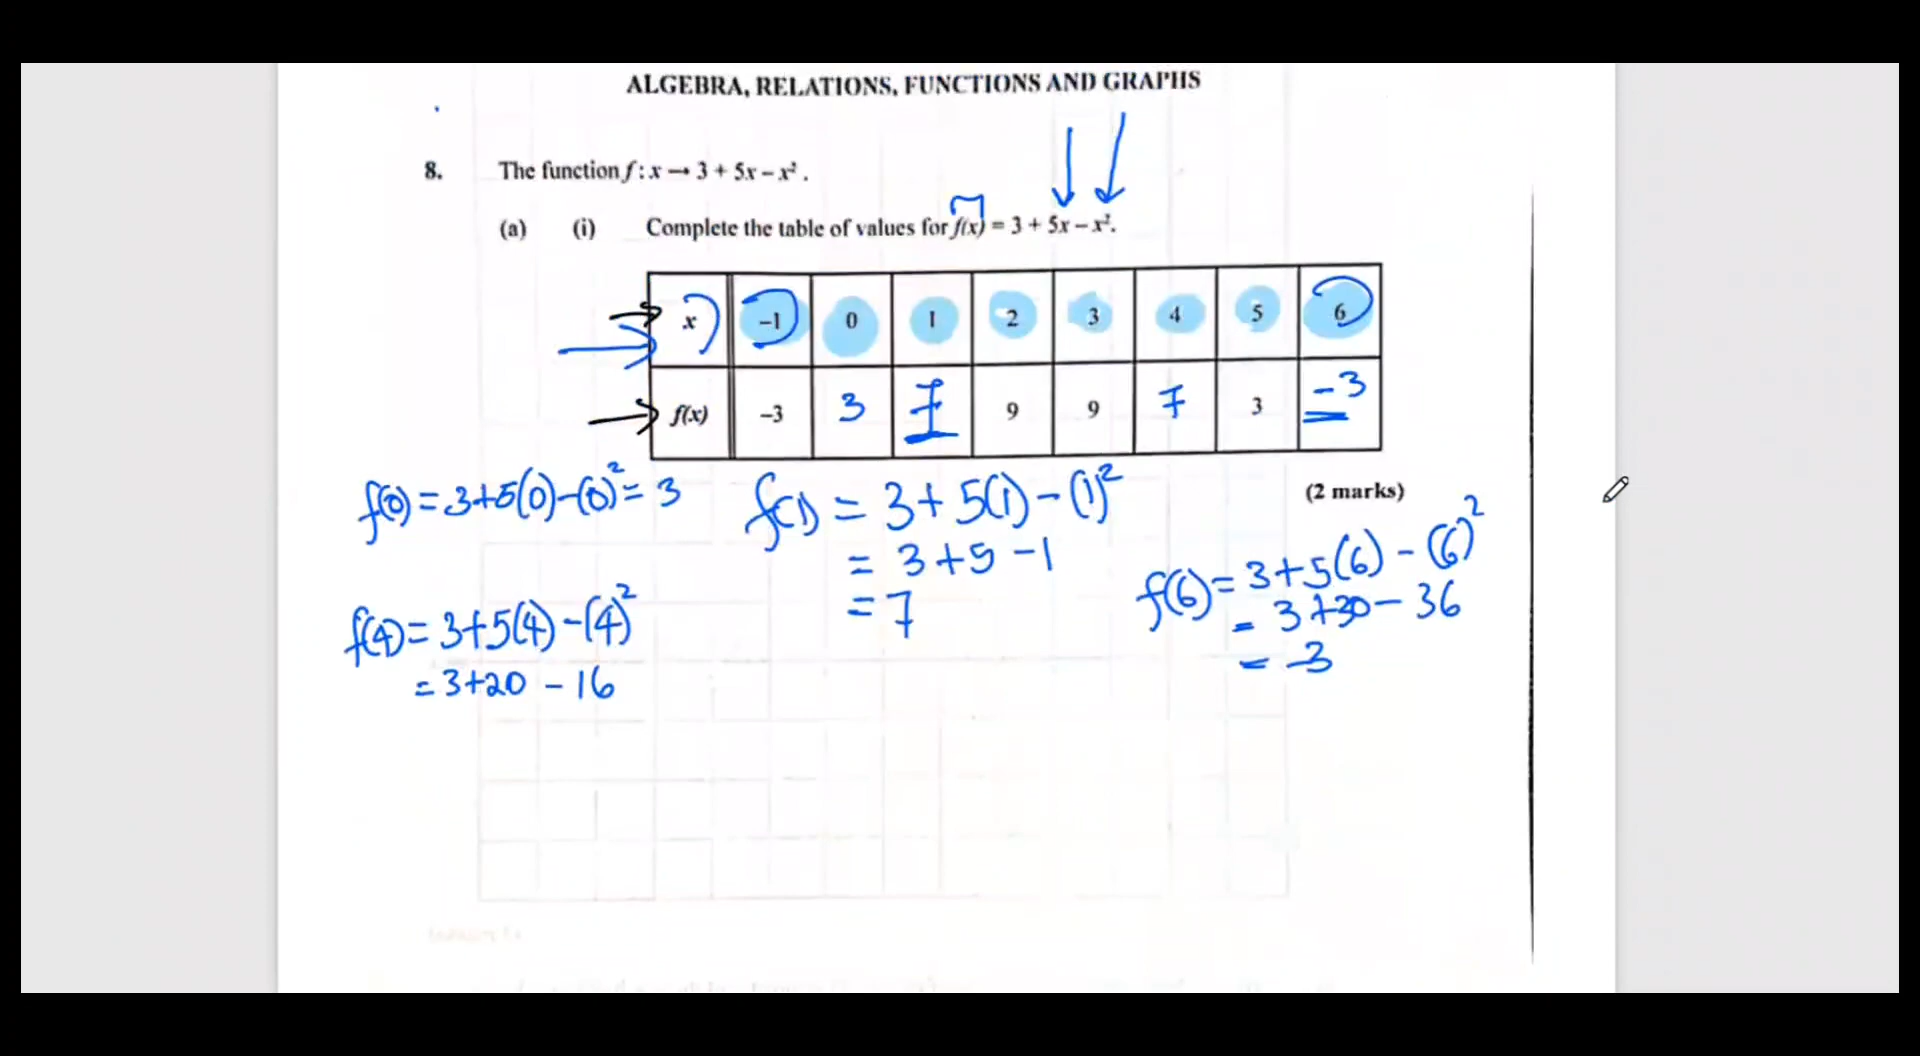 ALGEBRA, RELATIONS, FUNCTIONS AND GRAPHS
8. The function f : x → 3 + 5x – x² .
(a) (i) Complete the table of values for f(x) = 3 + 5x – x².
x –1 0 1 2 3 4 5 6
f(x) –3 3 7 9 9 7 3 –3
(2 marks)
f(0) = 3+5(0)–(0)² = 3
f(1) = 3 + 5(1) – (1)²
= 3 + 5 – 1
= 7
f(6) = 3+5(6) – (6)²
= 3 +30 – 36
= –3
f(4) = 3+5(4) –(4)²
= 3+20 – 16